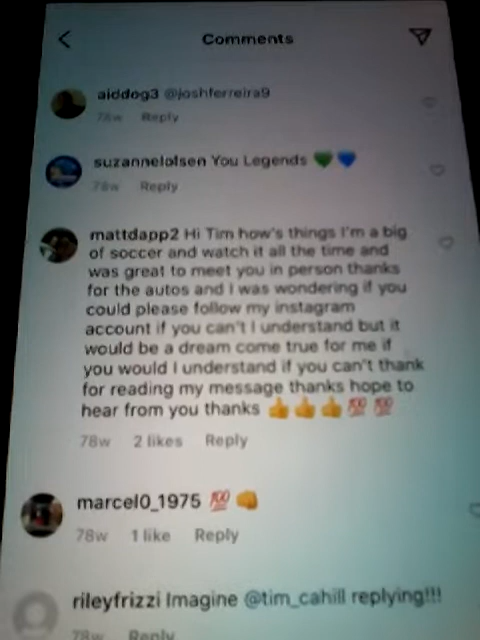 Comments
aiddog3 @joshferreira9
78w Reply
suzannelolsen You Legends 💚💙
78w Reply
mattdapp2 Hi Tim how's things I'm a big
of soccer and watch it all the time and
was great to meet you in person thanks
for the autos and I was wondering if you
could please follow my instagram
account if you can't I understand but it
would be a dream come true for me if
you would I understand if you can't thank
for reading my message thanks hope to
hear from you thanks 👍👍👍💯💯
78w 2 likes Reply
marcel0_1975 💯👊
78w 1 like Reply
rileyfrizzi Imagine @tim_cahill replying!!!
78w Reply